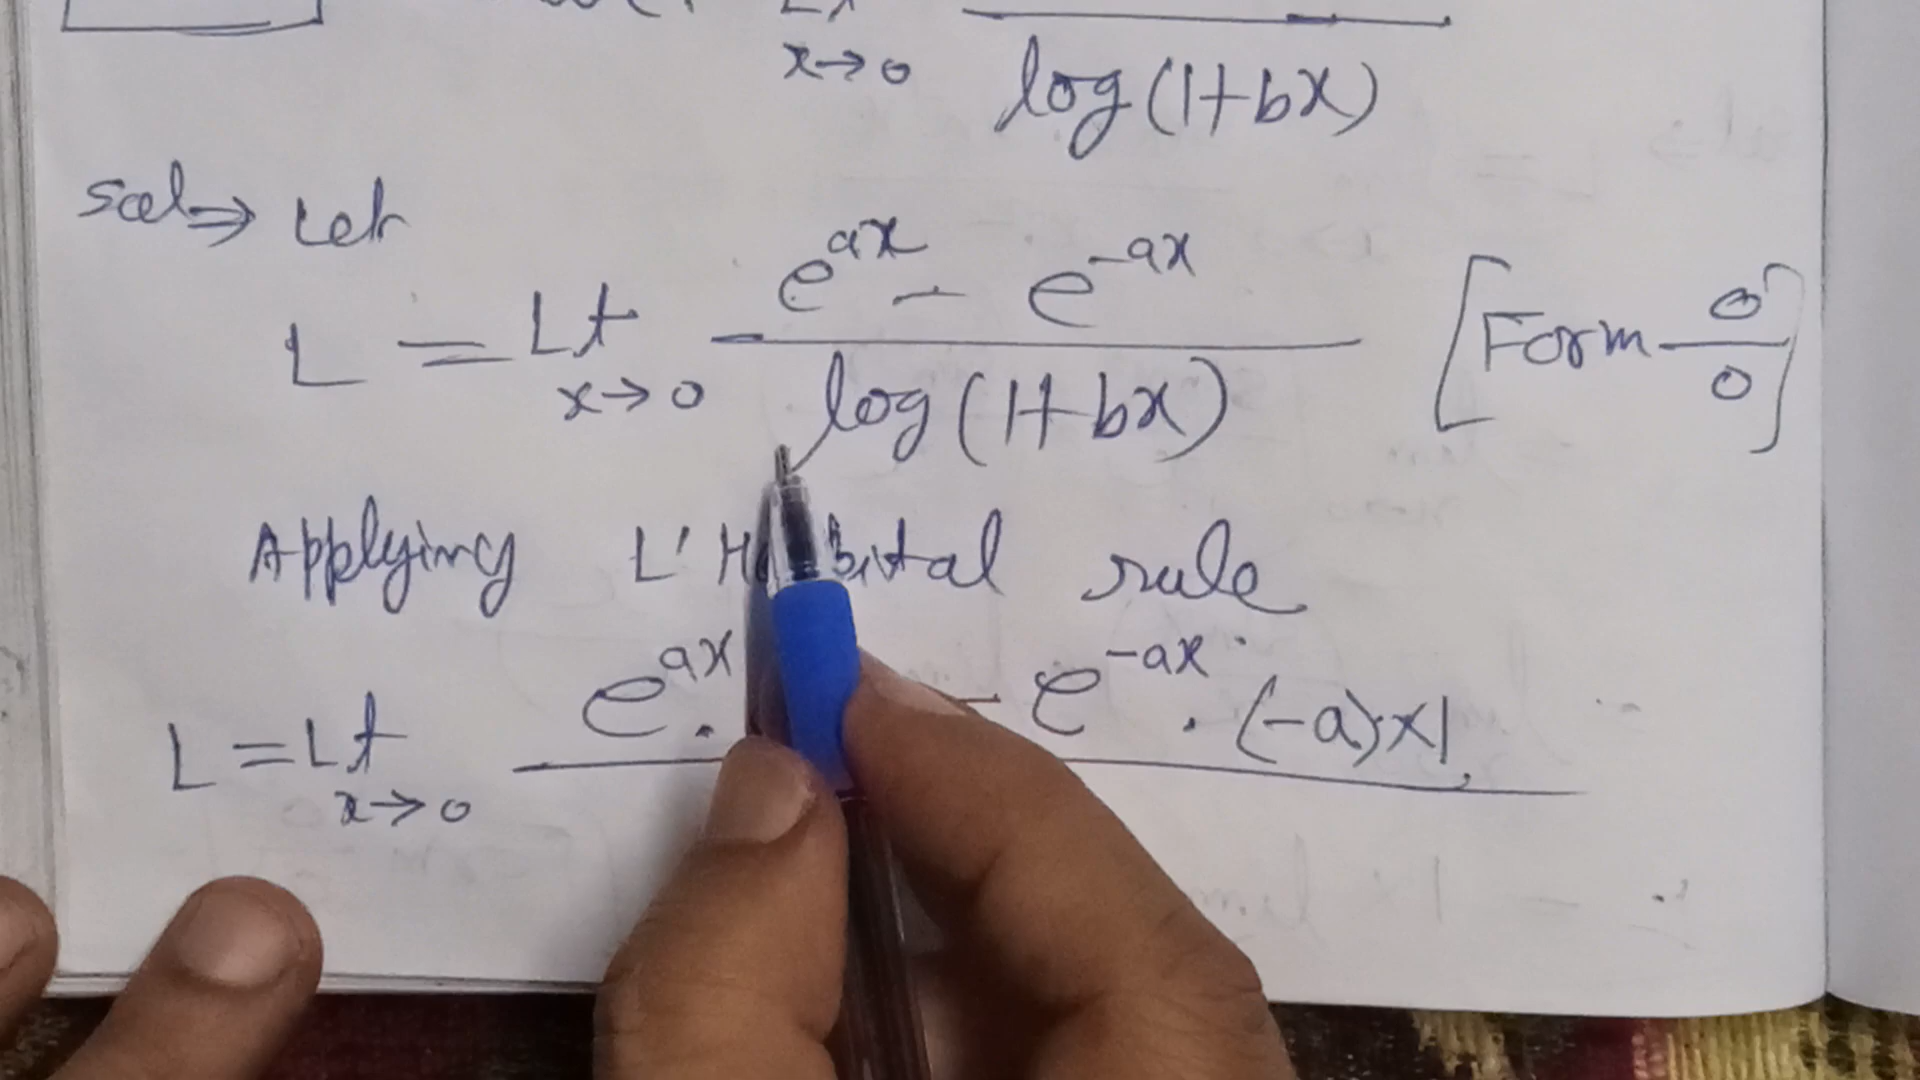 x→0 log(1+bx)
Sol⇒ Let
L = Lt x→0 (e^{ax} - e^{-ax}) / log(1+bx) [Form 0/0]
Applying rule
L = Lt x→0 e^{ax} . - e^{-ax} . (-a)×1